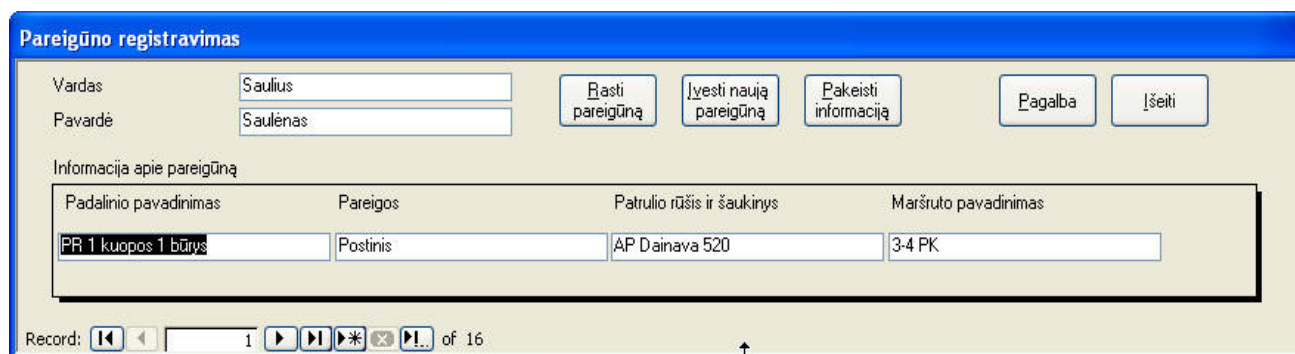 Pareigūno registravimas
Vardas Saulius
Pavardė Saulėnas
Rasti pareigūną
Įvesti naują pareigūną
Pakeisti informaciją
Pagalba
Įšeiti
Informacija apie pareigūną
Padalinio pavadinimas Pareigos Patrulio rūšis ir šaukinys Maršruto pavadinimas
PR 1 kuopos 1 būrys Postinis AP Dainava 520 3-4 PK
Record: 1 of 16